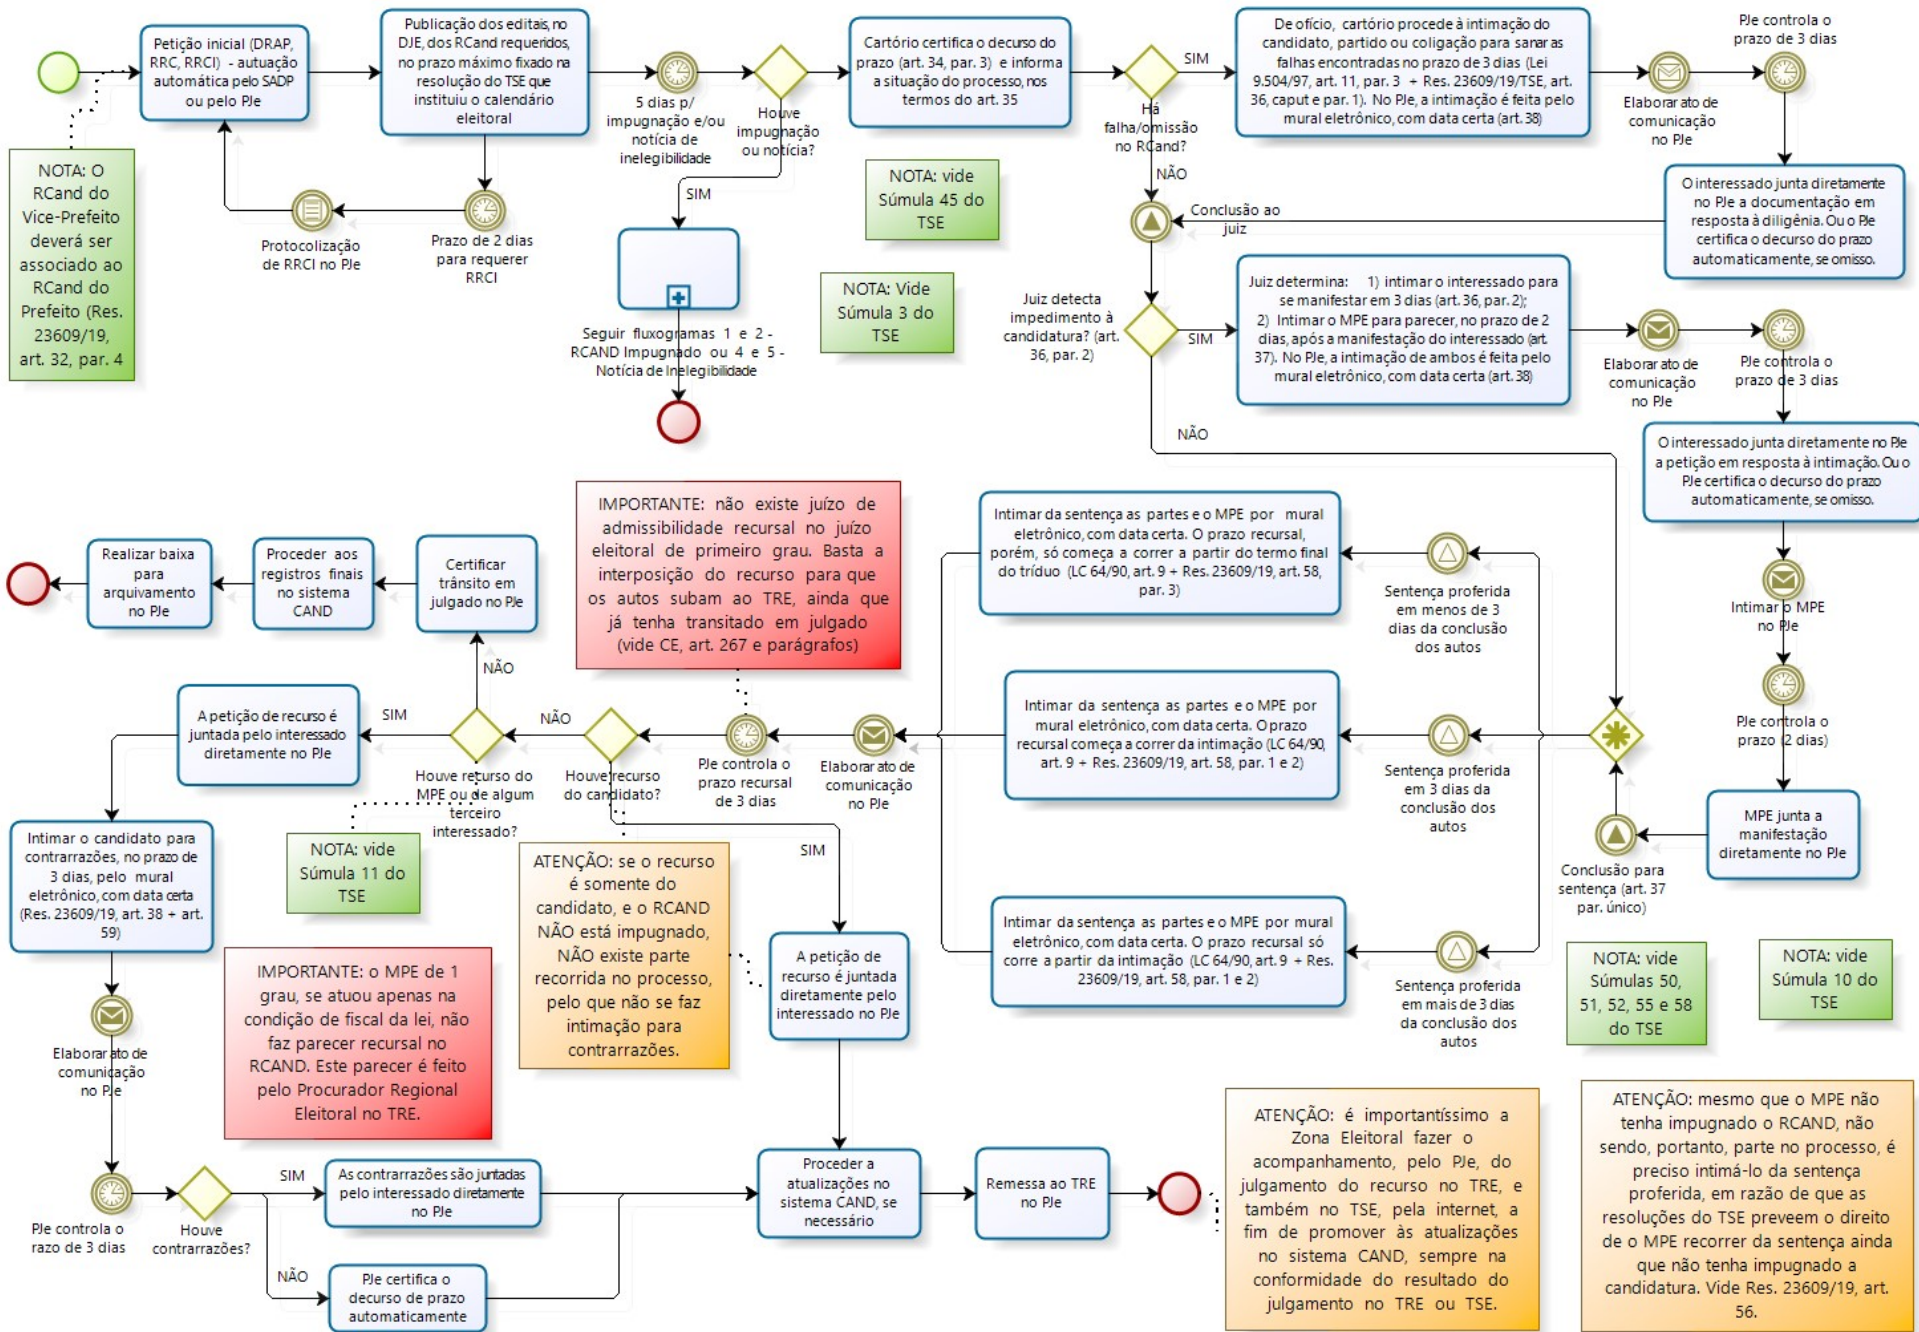 Petição inicial (DRAP,
RRC, RRCI) - autuação
automática pelo SADP
ou pelo PJe
Publicação dos editais, no
DJE, dos RCand requeridos,
no prazo máximo fixado na
resolução do TSE que
instituiu o calendário
eleitoral
5 dias p/
impugnação e/ou
notícia de
inelegibilidade
Houve
impugnação
ou notícia?
Cartório certifica o decurso do
prazo (art. 34, par. 3) e informa
a situação do processo, nos
termos do art. 35
Há
falha/omissão
no RCand?
SIM
De ofício, cartório procede à intimação do
candidato, partido ou coligação para sanar as
falhas encontradas no prazo de 3 dias (Lei
9.504/97, art. 11, par. 3 + Res. 23609/19/TSE, art.
36, caput e par. 1). No PJe, a intimação é feita pelo
mural eletrônico, com data certa (art. 38)
Elaborar ato de
comunicação
no PJe
PJe controla o
prazo de 3 dias
NOTA: O
RCand do
Vice-Prefeito
deverá ser
associado ao
RCand do
Prefeito (Res.
23609/19,
art. 32, par. 4
Protocolização
de RRCI no PJe
Prazo de 2 dias
para requerer
RRCI
SIM
Seguir fluxogramas 1 e 2 -
RCAND Impugnado ou 4 e 5 -
Notícia de Inelegibilidade
NOTA: vide
Súmula 45 do
TSE
NOTA: Vide
Súmula 3 do
TSE
NÃO
Conclusão ao
juiz
O interessado junta diretamente
no PJe a documentação em
resposta à diligênia. Ou o PJe
certifica o decurso do prazo
automaticamente, se omisso.
Juiz detecta
impedimento à
candidatura? (art.
36, par. 2)
SIM
Juiz determina: 1) intimar o interessado para
se manifestar em 3 dias (art. 36, par. 2);
2) Intimar o MPE para parecer, no prazo de 2
dias, após a manifestação do interessado (art.
37). No PJe, a intimação de ambos é feita pelo
mural eletrônico, com data certa (art. 38)
Elaborar ato de
comunicação
no PJe
PJe controla o
prazo de 3 dias
NÃO
O interessado junta diretamente no PJe
a petição em resposta à intimação. Ou o
PJe certifica o decurso do prazo
automaticamente, se omisso.
Intimar o MPE
no PJe
PJe controla o
prazo (2 dias)
MPE junta a
manifestação
diretamente no PJe
Conclusão para
sentença (art. 37
par. único)
NOTA: vide
Súmulas 50,
51, 52, 55 e 58
do TSE
NOTA: vide
Súmula 10 do
TSE
Sentença proferida
em menos de 3
dias da conclusão
dos autos
Sentença proferida
em 3 dias da
conclusão dos
autos
Sentença proferida
em mais de 3 dias
da conclusão dos
autos
Intimar da sentença as partes e o MPE por mural
eletrônico, com data certa. O prazo recursal,
porém, só começa a correr a partir do termo final
do tríduo (LC 64/90, art. 9 + Res. 23609/19, art. 58,
par. 3)
Intimar da sentença as partes e o MPE por
mural eletrônico, com data certa. O prazo
recursal começa a correr da intimação (LC 64/90,
art. 9 + Res. 23609/19, art. 58, par. 1 e 2)
Intimar da sentença as partes e o MPE por mural
eletrônico, com data certa. O prazo recursal só
corre a partir da intimação (LC 64/90, art. 9 + Res.
23609/19, art. 58, par. 1 e 2)
IMPORTANTE: não existe juízo de
admissibilidade recursal no juízo
eleitoral de primeiro grau. Basta a
interposição do recurso para que
os autos subam ao TRE, ainda que
já tenha transitado em julgado
(vide CE, art. 267 e parágrafos)
Elaborar ato de
comunicação
no PJe
PJe controla o
prazo recursal
de 3 dias
Houve recurso
do candidato?
NÃO
Houve recurso do
MPE ou de algum
terceiro
interessado?
NÃO
Certificar
trânsito em
julgado no PJe
Proceder aos
registros finais
no sistema
CAND
Realizar baixa
para
arquivamento
no PJe
SIM
A petição de recurso é
juntada pelo interessado
diretamente no PJe
NOTA: vide
Súmula 11 do
TSE
ATENÇÃO: se o recurso
é somente do
candidato, e o RCAND
NÃO está impugnado,
NÃO existe parte
recorrida no processo,
pelo que não se faz
intimação para
contrarrazões.
SIM
A petição de
recurso é juntada
diretamente pelo
interessado no PJe
Intimar o candidato para
contrarrazões, no prazo de
3 dias, pelo mural
eletrônico, com data certa
(Res. 23609/19, art. 38 + art.
59)
IMPORTANTE: o MPE de 1
grau, se atuou apenas na
condição de fiscal da lei, não
faz parecer recursal no
RCAND. Este parecer é feito
pelo Procurador Regional
Eleitoral no TRE.
Elaborar ato de
comunicação
no PJe
PJe controla o
razo de 3 dias
Houve
contrarrazões?
SIM
As contrarrazões são juntadas
pelo interessado diretamente
no PJe
NÃO
PJe certifica o
decurso de prazo
automaticamente
Proceder a
atualizações no
sistema CAND, se
necessário
Remessa ao TRE
no PJe
ATENÇÃO: é importantíssimo a
Zona Eleitoral fazer o
acompanhamento, pelo PJe, do
julgamento do recurso no TRE, e
também no TSE, pela internet, a
fim de promover às atualizações
no sistema CAND, sempre na
conformidade do resultado do
julgamento no TRE ou TSE.
ATENÇÃO: mesmo que o MPE não
tenha impugnado o RCAND, não
sendo, portanto, parte no processo, é
preciso intimá-lo da sentença
proferida, em razão de que as
resoluções do TSE preveem o direito
de o MPE recorrer da sentença ainda
que não tenha impugnado a
candidatura. Vide Res. 23609/19, art.
56.